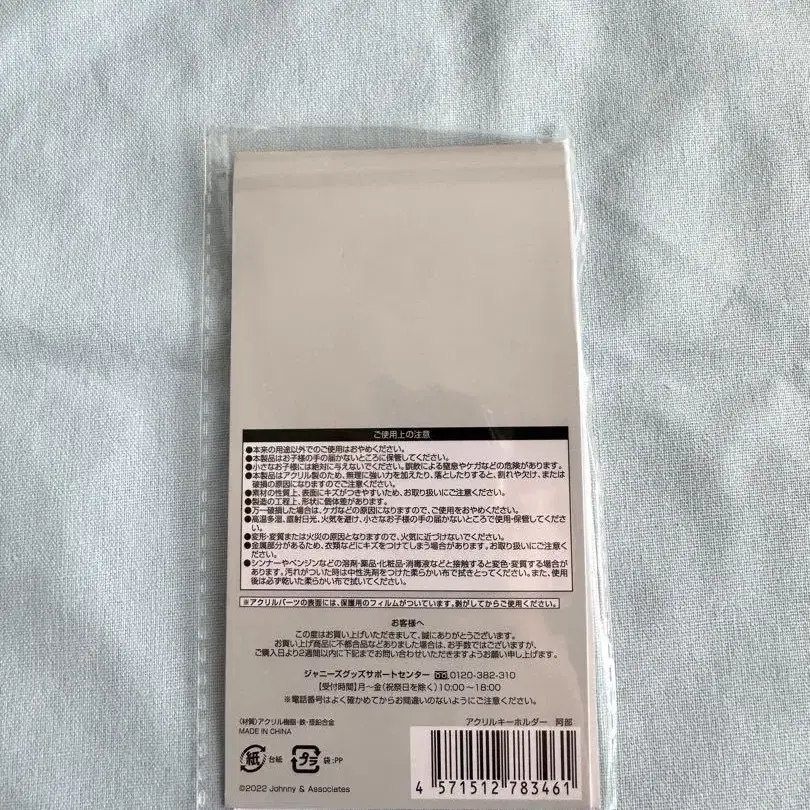 ご使用上の注意
●本来の用途以外でのご使用はおやめください。
●本製品はお子様の手の届かないところに保管してください。
●小さなお子様には絶対に与えないでください。誤飲による窒息やケガなどの危険があります。
●本製品はアクリル製のため、無理に強い力を加えたり、落としたりすると、割れや欠け、または
破損の原因になりますのでご注意ください。
●素材の性質上、表面にキズがつきやすいため、お取り扱いにご注意ください。
●製造の工程上、形状に個体差があります。
●万一破損した場合は、ケガなどの原因になりますので、ご使用をおやめください。
●高温多湿、直射日光、火気を避け、小さなお子様の手の届かないところで使用・保管してくださ
い。
●変形・変質または火災の原因となりますので、火気に近づけないでください。
●金属部分があるため、衣類などにキズをつけてしまう場合があります。お取り扱いにご注意く
ださい。
●シンナーやベンジンなどの溶剤・薬品・化粧品・消毒液などと接触すると変色・変質する場合が
あります。汚れがついた時は中性洗剤をつけた柔らかい布で拭きとってください。また、使用
後は必ず乾いた柔らかい布で拭いてください。
※アクリルパーツの表面には、保護用のフィルムがついています。剝がしてからご使用ください。
お客様へ
この度はお買い上げいただきまして、誠にありがとうございます。
お買い上げ商品に不都合品などありました場合は、お手数ではございますが、
ご購入日より2週間以内に下記までお問い合わせいただきますようお願い申し上げます。
ジャニーズグッズサポートセンター 0120-382-310
【受付時間】月〜金(祝祭日を除く)10:00〜18:00
※電話番号はよく確かめてからお間違いのないようにご注意ください。
〈材質〉アクリル樹脂・鉄・亜鉛合金
MADE IN CHINA
アクリルキーホルダー 阿部
紙 台紙 プラ 袋:PP
4 571512 783461
©2022 Johnny & Associates